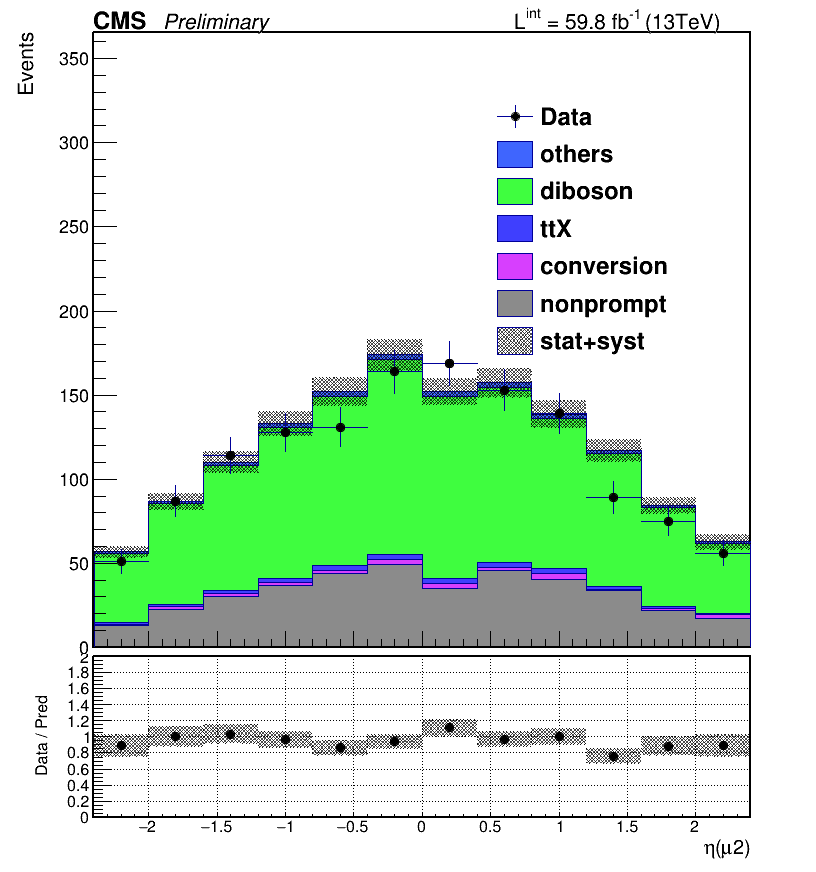 CMS Preliminary L^int = 59.8 fb^-1 (13TeV)
Events
350
300
250
200
150
100
50
0
Data
others
diboson
ttX
conversion
nonprompt
stat+syst
Data / Pred
2
1.8
1.6
1.4
1.2
1
0.8
0.6
0.4
0.2
0
−2 −1.5 −1 −0.5 0 0.5 1 1.5 2
η(μ2)